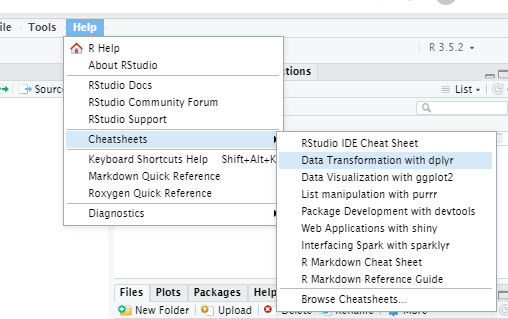 ile Tools Help
R Help
About RStudio
RStudio Docs
RStudio Community Forum
RStudio Support
Cheatsheets
Keyboard Shortcuts Help Shift+Alt+K
Markdown Quick Reference
Roxygen Quick Reference
Diagnostics
R 3.5.2
Source
ctions
List
RStudio IDE Cheat Sheet
Data Transformation with dplyr
Data Visualization with ggplot2
List manipulation with purrr
Package Development with devtools
Web Applications with shiny
Interfacing Spark with sparklyr
R Markdown Cheat Sheet
R Markdown Reference Guide
Browse Cheatsheets...
Files Plots Packages Help
New Folder Upload Delete Rename More